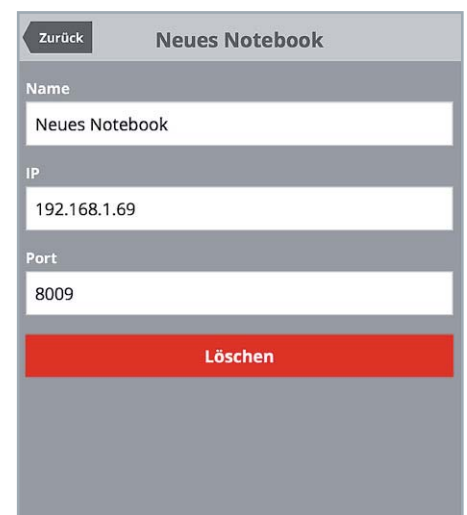 Zurück
Neues Notebook
Name
Neues Notebook
IP
192.168.1.69
Port
8009
Löschen